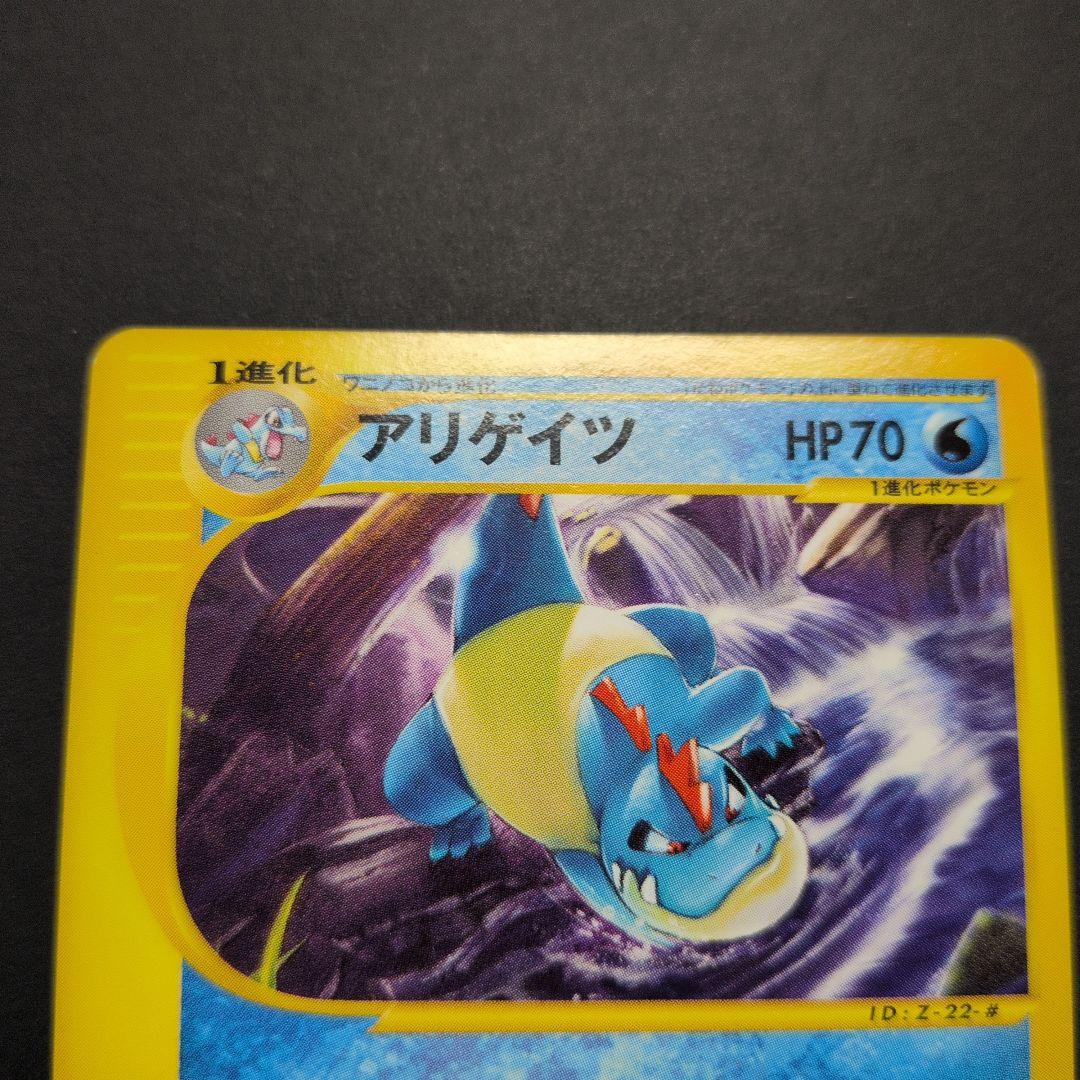 1進化
ワニノコから進化
アリゲイツ
HP70
1進化ポケモン
ID:Z-22-#